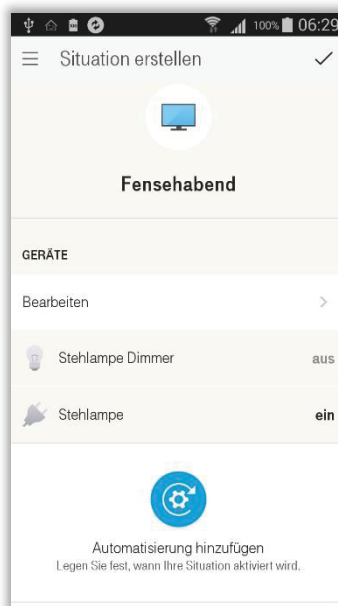 100% 06:29
Situation erstellen
Fensehabend
GERÄTE
Bearbeiten
Stehlampe Dimmer aus
Stehlampe ein
Automatisierung hinzufügen
Legen Sie fest, wann Ihre Situation aktiviert wird.